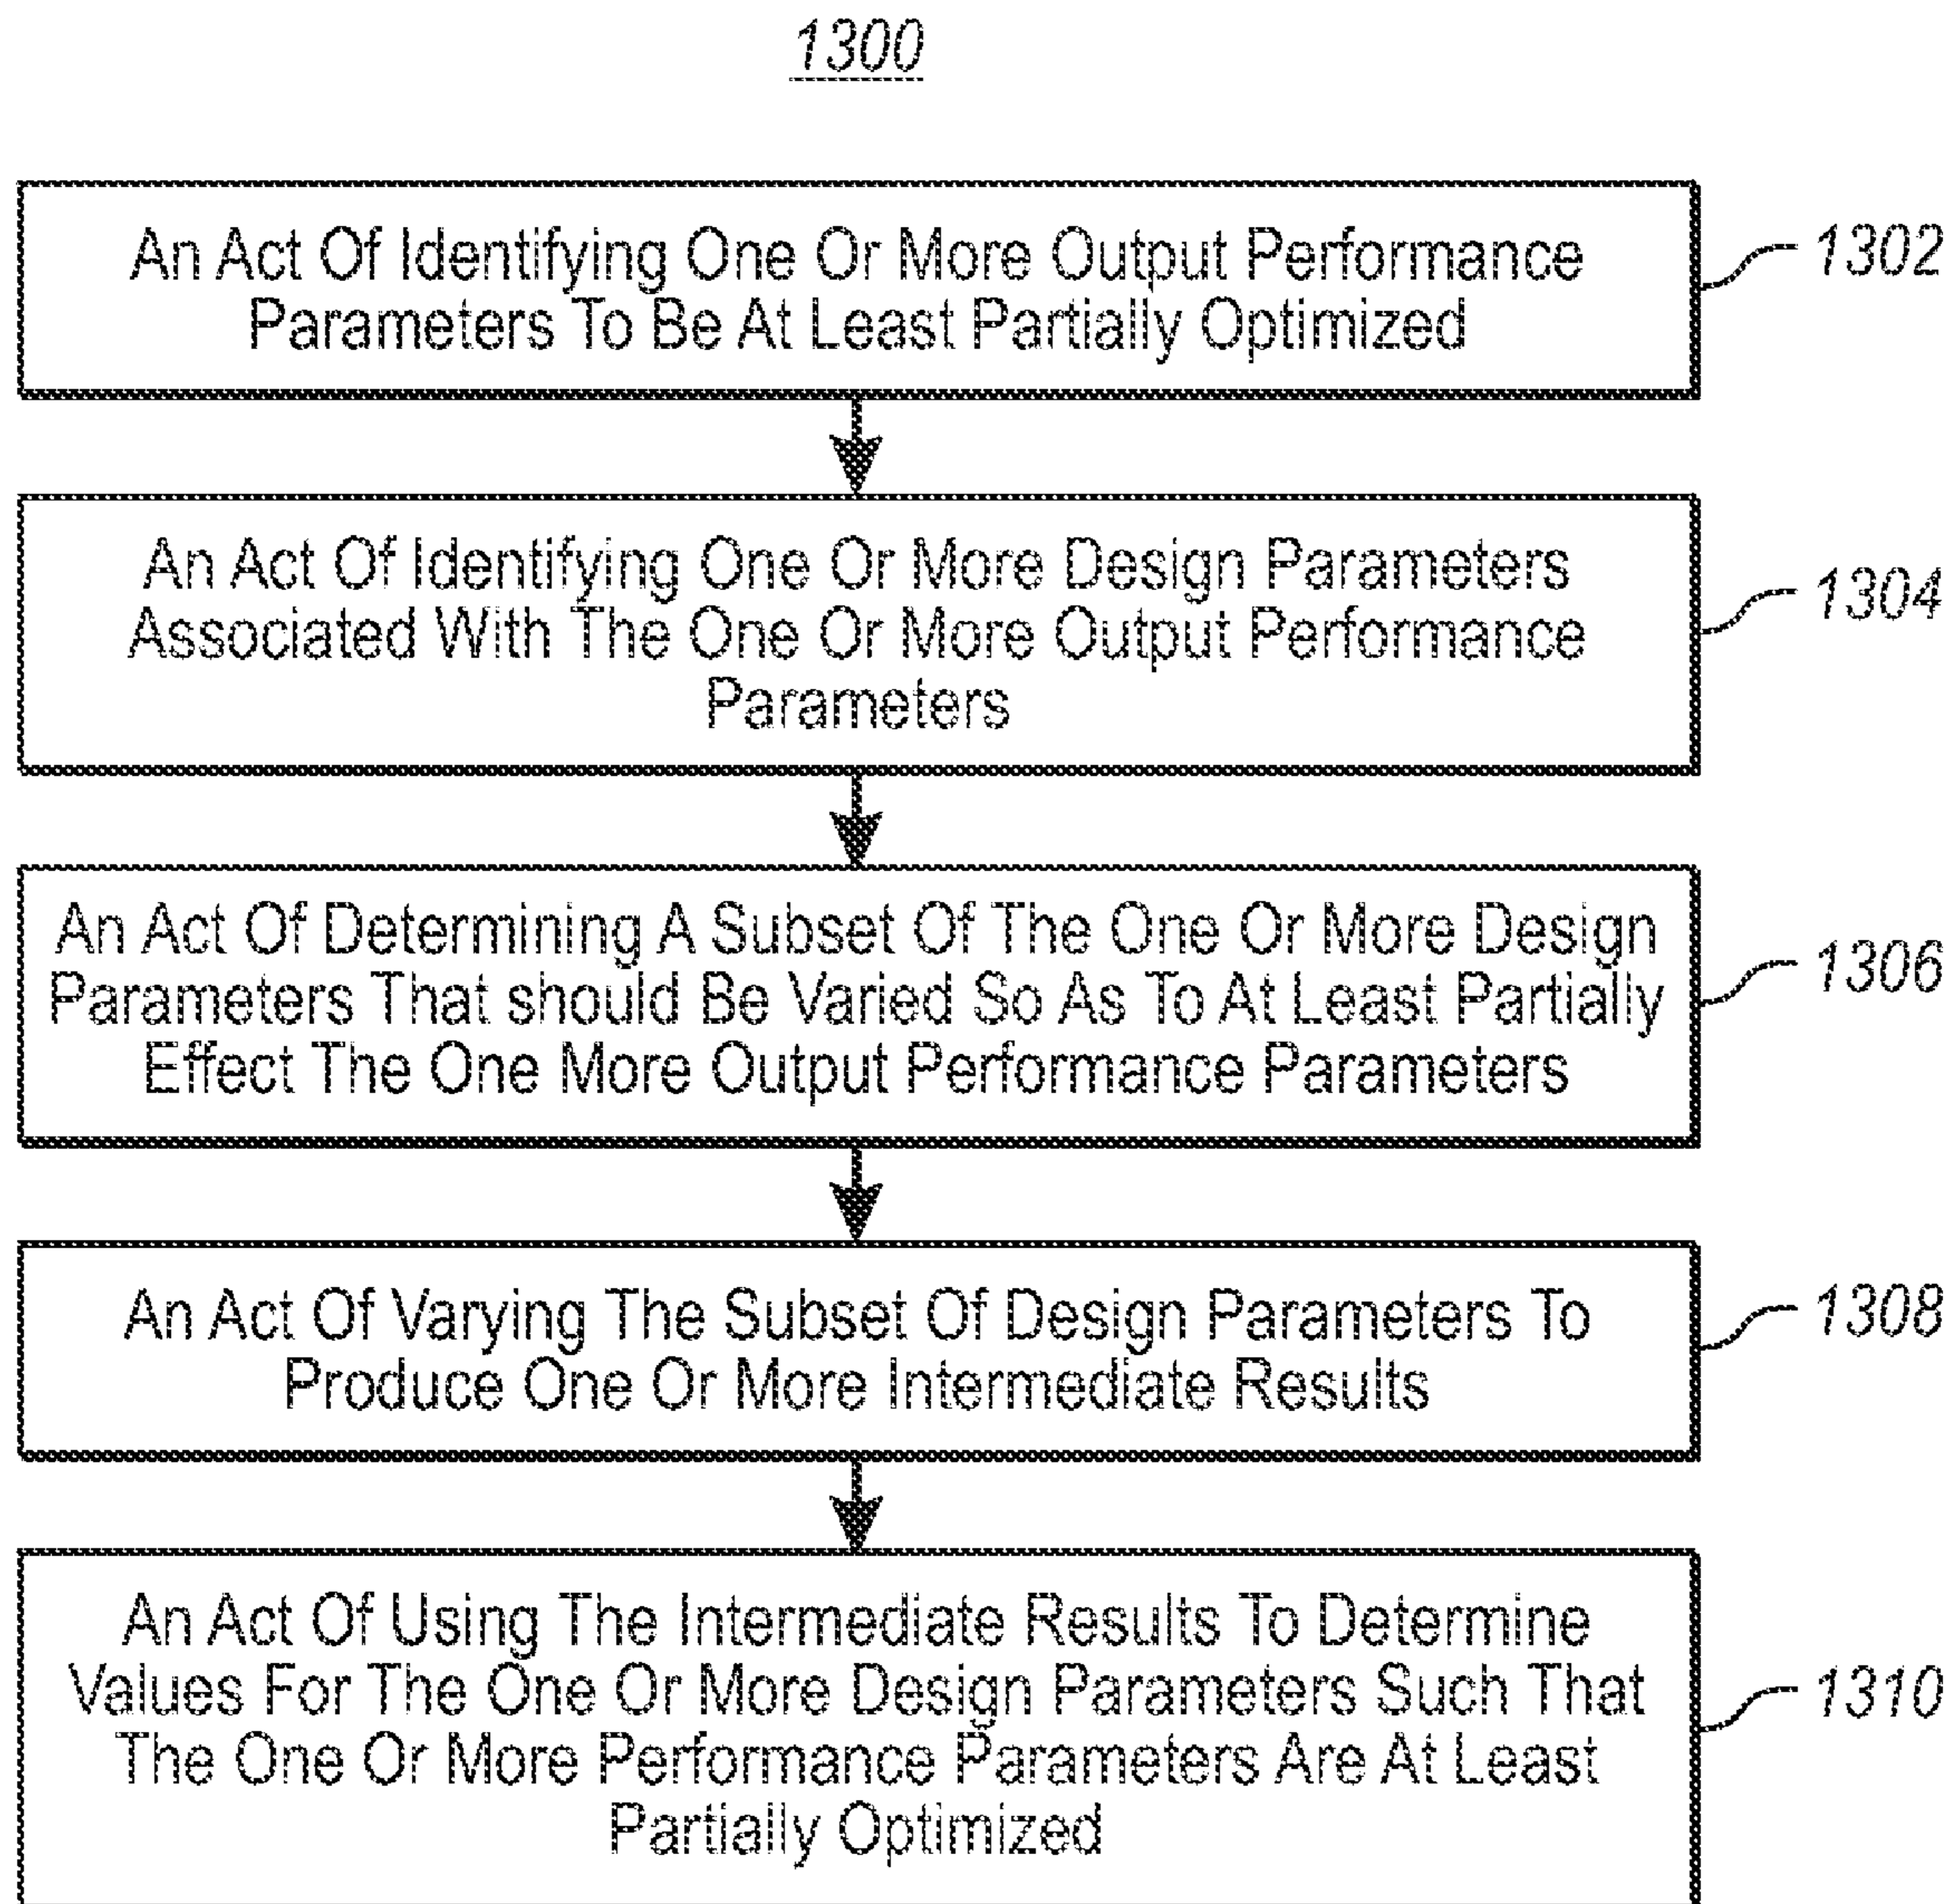 1300
An Act Of Identifying One Or More Output Performance
Parameters To Be At Least Partially Optimized
1302
An Act Of Identifying One Or More Design Parameters
Associated With The One Or More Output Performance
Parameters
1304
An Act Of Determining A Subset Of The One Or More Design
Parameters That should Be Varied So As To At Least Partially
Effect The One More Output Performance Parameters
1306
An Act Of Varying The Subset Of Design Parameters To
Produce One Or More Intermediate Results
1308
An Act Of Using The Intermediate Results To Determine
Values For The One Or More Design Parameters Such That
The One Or More Performance Parameters Are At Least
Partially Optimized
1310